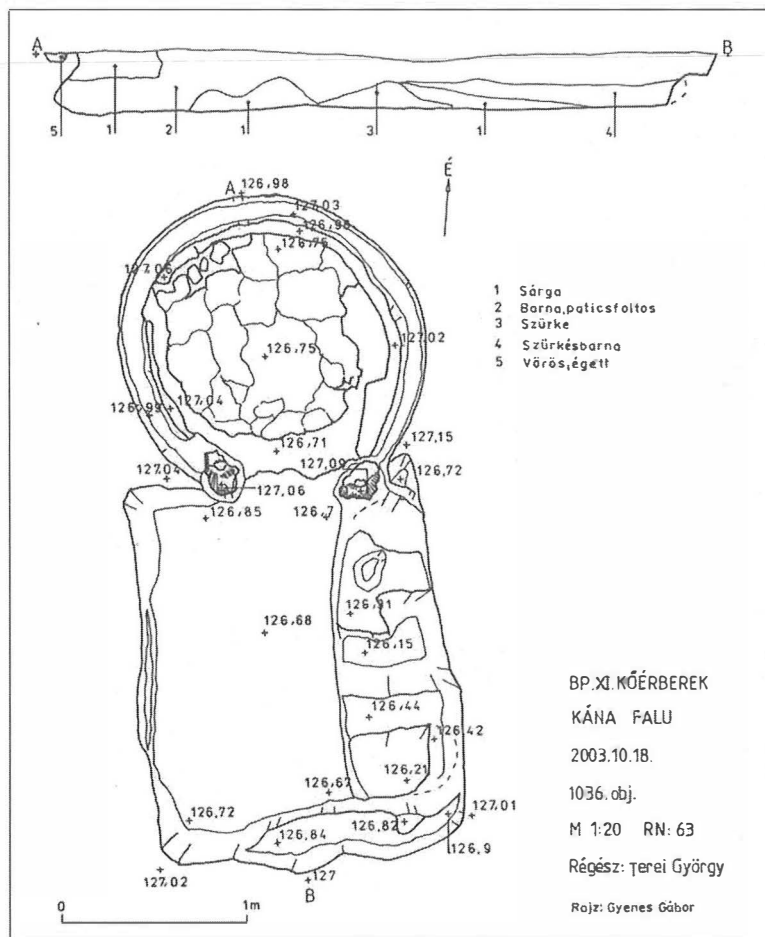 A B
5 1 2 1 3 1 4
É
A 126,98
127,03
126,96
126,76
127,06
1 Sárga
2 Barna,paticsfoltos
3 Szürke
4 Szürkésbarna
5 Vörös,égett
127,02
126,75
126,99 127,04
127,15
126,71
127,09 126,72
127,04
127,06
126,85 126,7
126,91
126,68
126,15
126,44
126,42
126,21
126,67
126,72 126,82 127,01
126,84
126,9
127,02 127
B
0 1m
BP.XI.KŐÉRBEREK
KÁNA FALU
2003.10.18.
1036. obj.
M 1:20 RN: 63
Régész: Terei György
Rajz: Gyenes Gábor